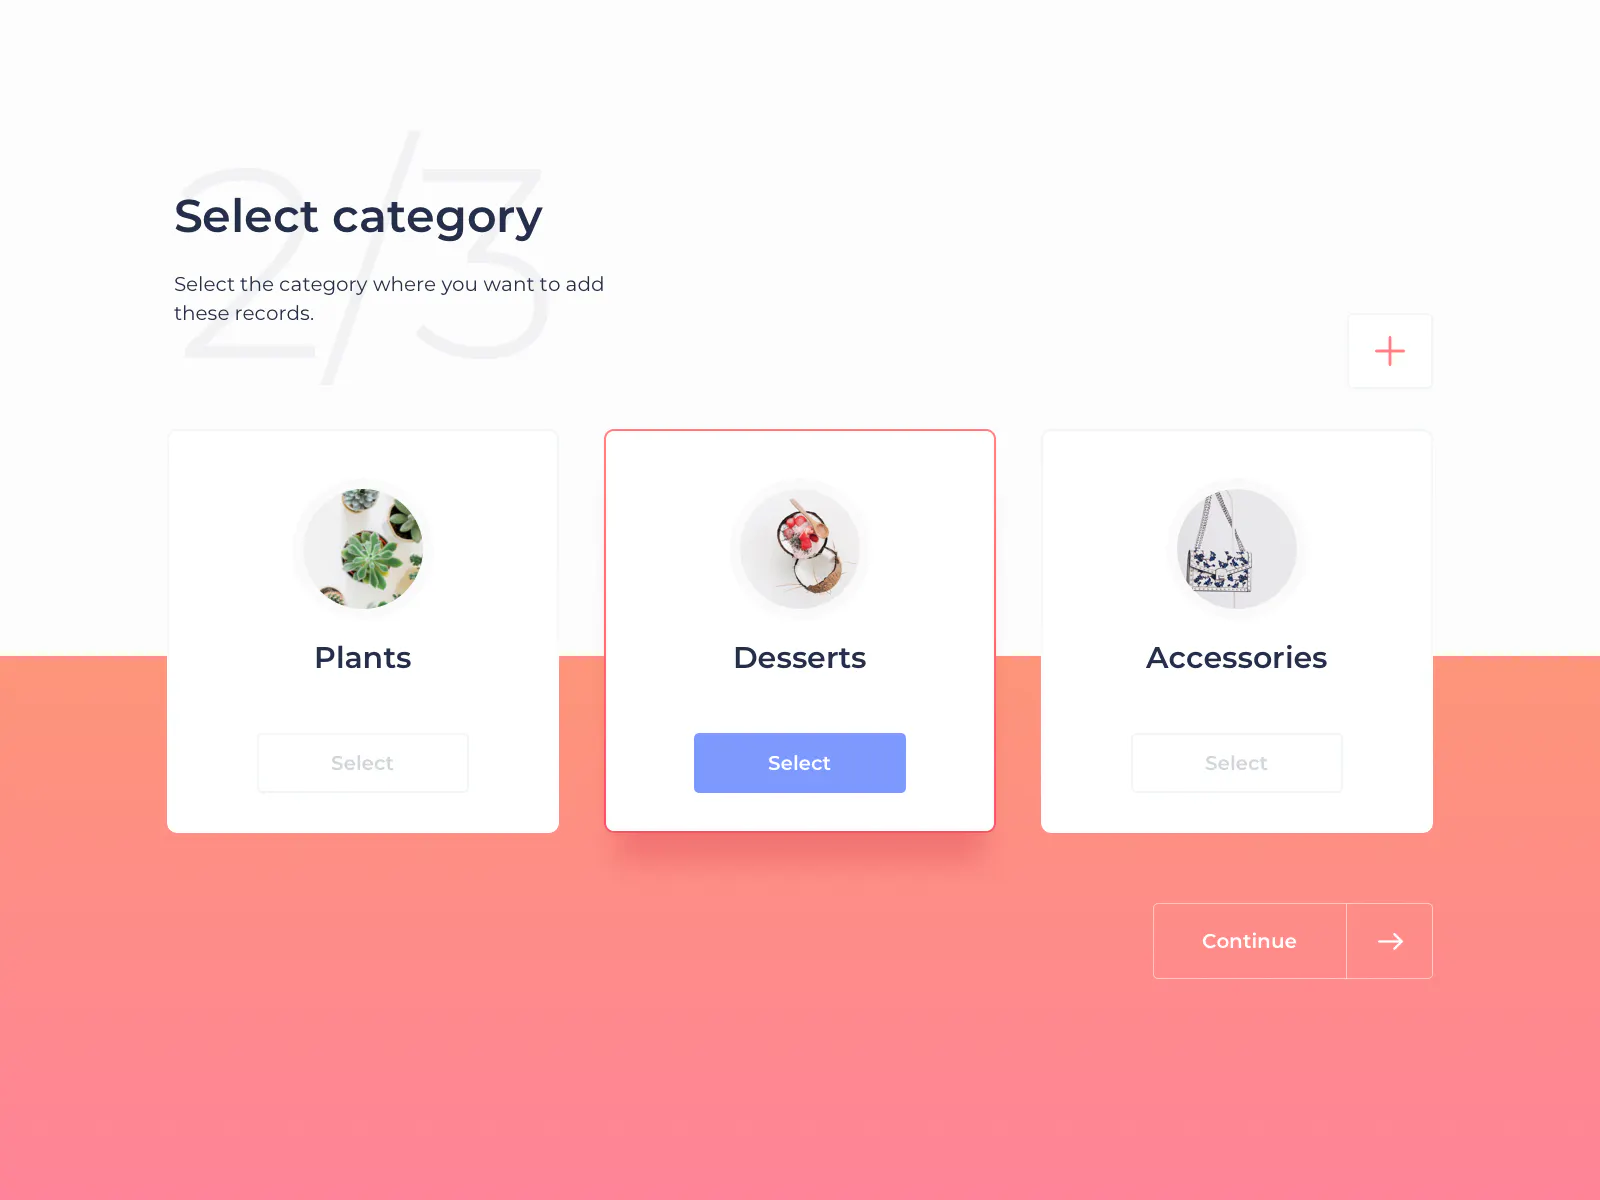 2/3
Select category
Select the category where you want to add
these records.
Plants
Desserts
Accessories
Select
Select
Select
Continue